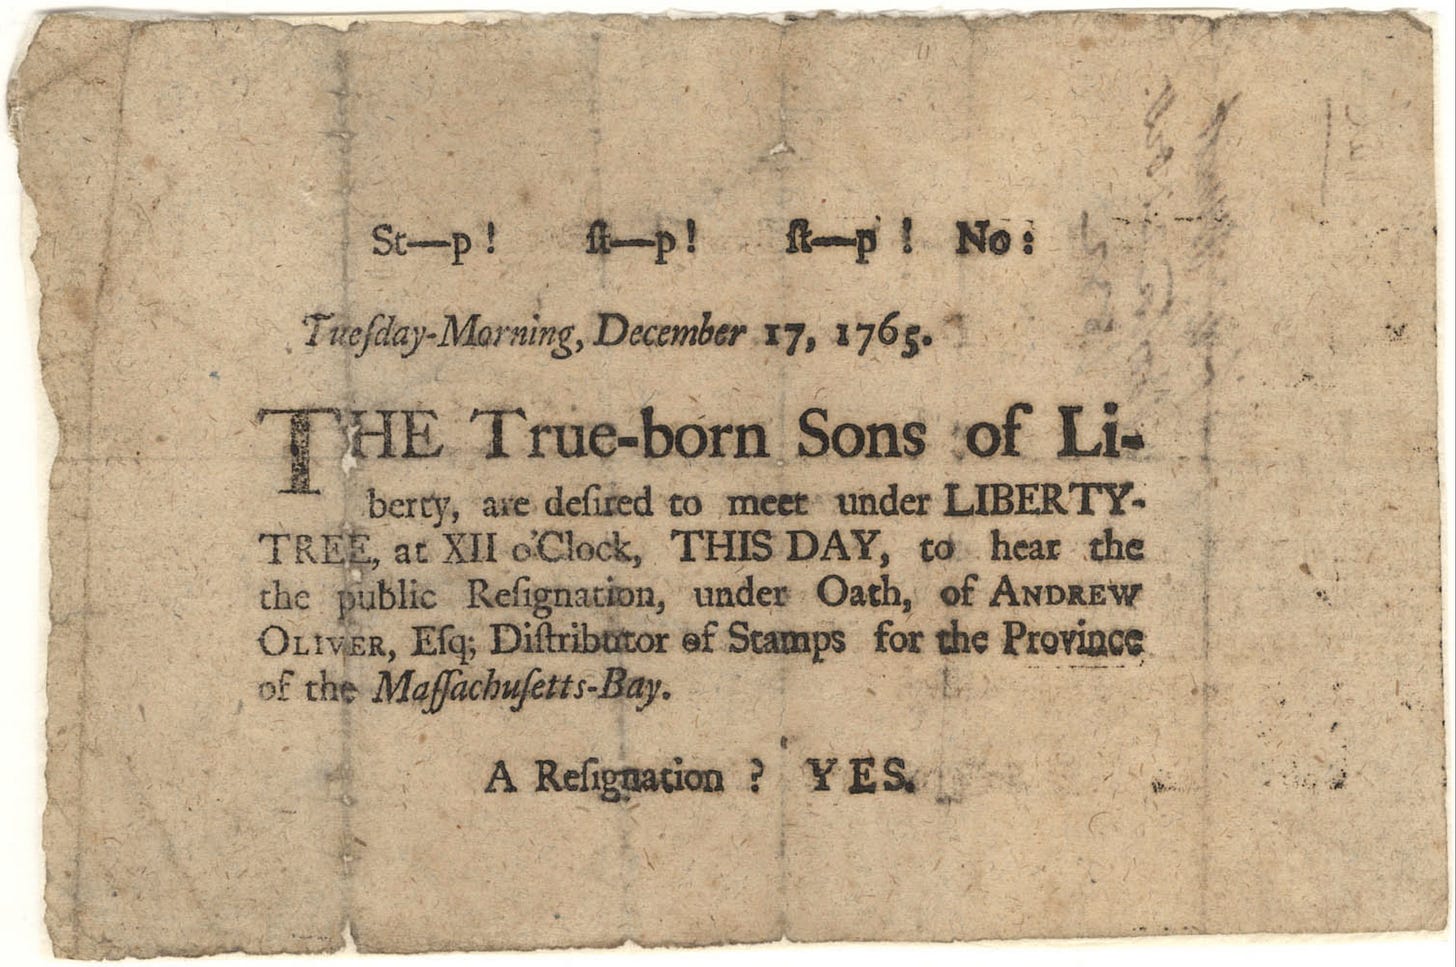 St—p! ſt—p! ſt—p! No:
Tueſday-Morning, December 17, 1765.
THE True-born Sons of Li-
berty, are deſired to meet under LIBERTY-
TREE, at XII o'Clock, THIS DAY, to hear the
the public Reſignation, under Oath, of ANDREW
OLIVER, Eſq; Diſtributor of Stamps for the Province
of the Maſſachuſetts-Bay.
A Reſignation? YES.